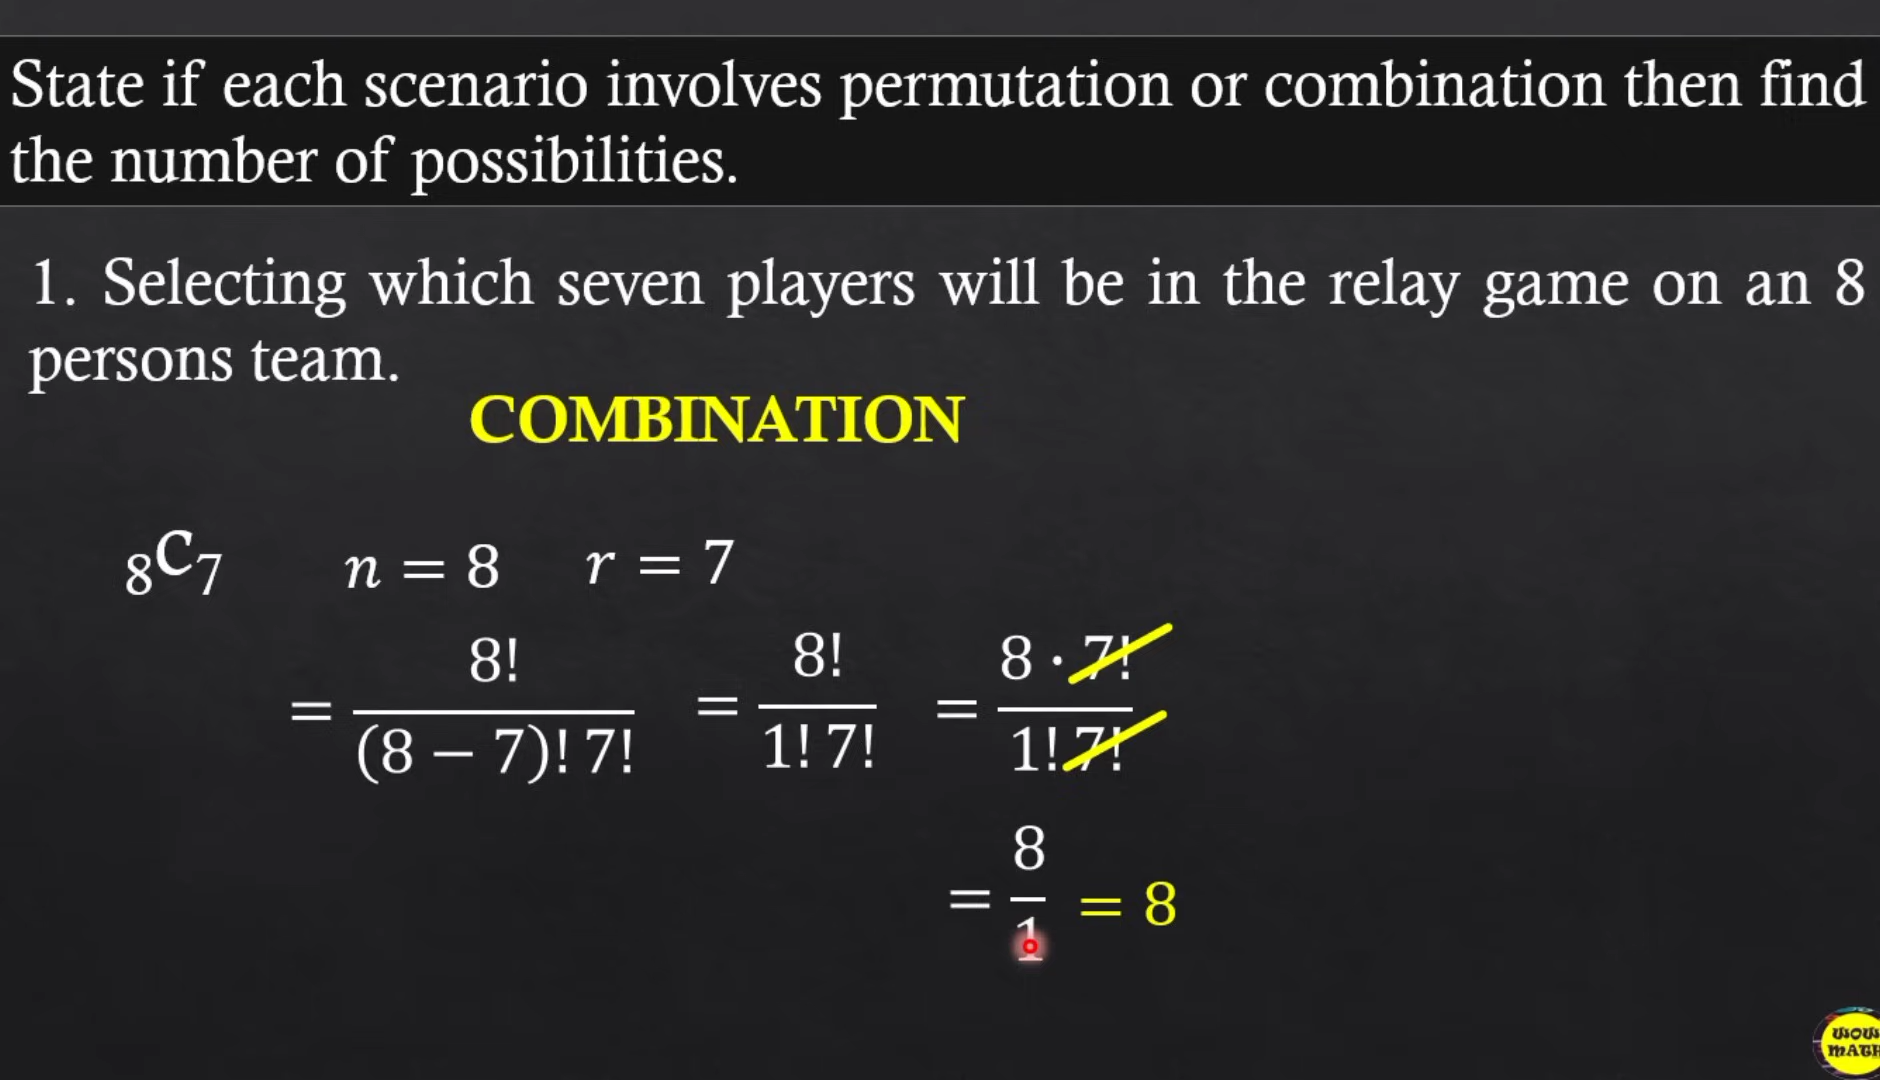 State if each scenario involves permutation or combination then find
the number of possibilities.
1. Selecting which seven players will be in the relay game on an 8
persons team.
COMBINATION
₈C₇ n = 8 r = 7
= 8! / (8 − 7)! 7! = 8! / 1! 7! = 8 · 7! / 1! 7!
= 8 / 1 = 8
WOW
MATH